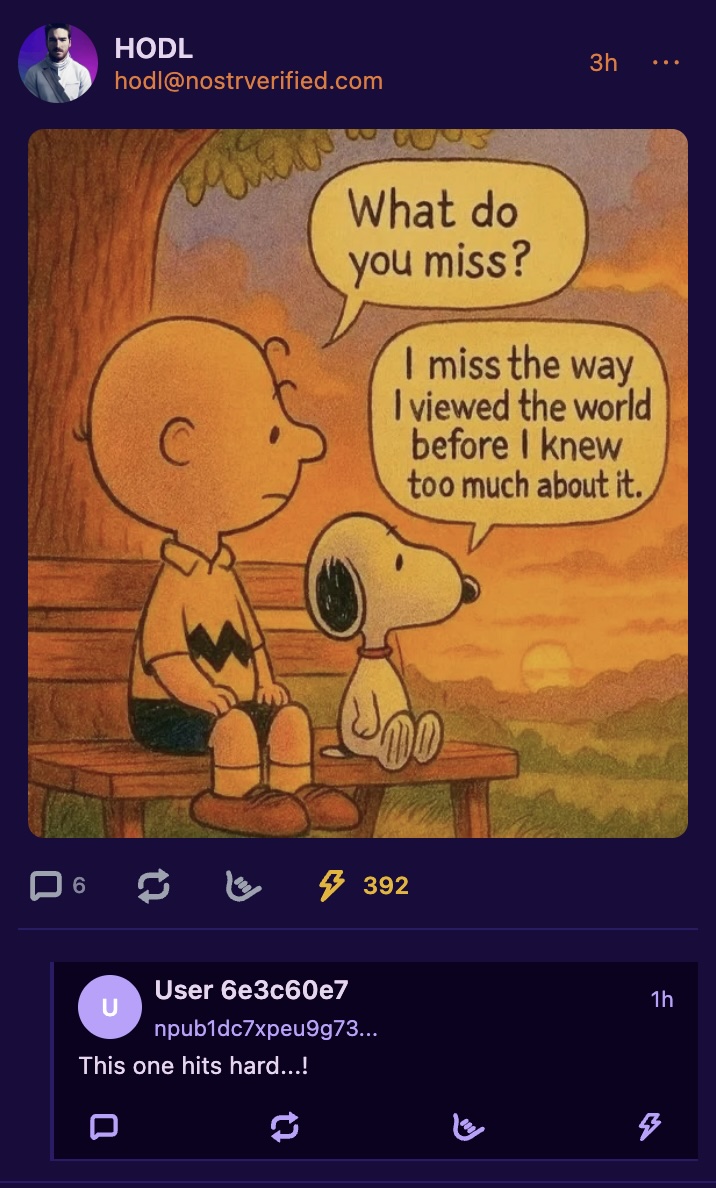 HODL
hodl@nostrverified.com
3h
What do
you miss?
I miss the way
I viewed the world
before I knew
too much about it.
6
392
U
User 6e3c60e7
1h
npub1dc7xpeu9g73...
This one hits hard...!